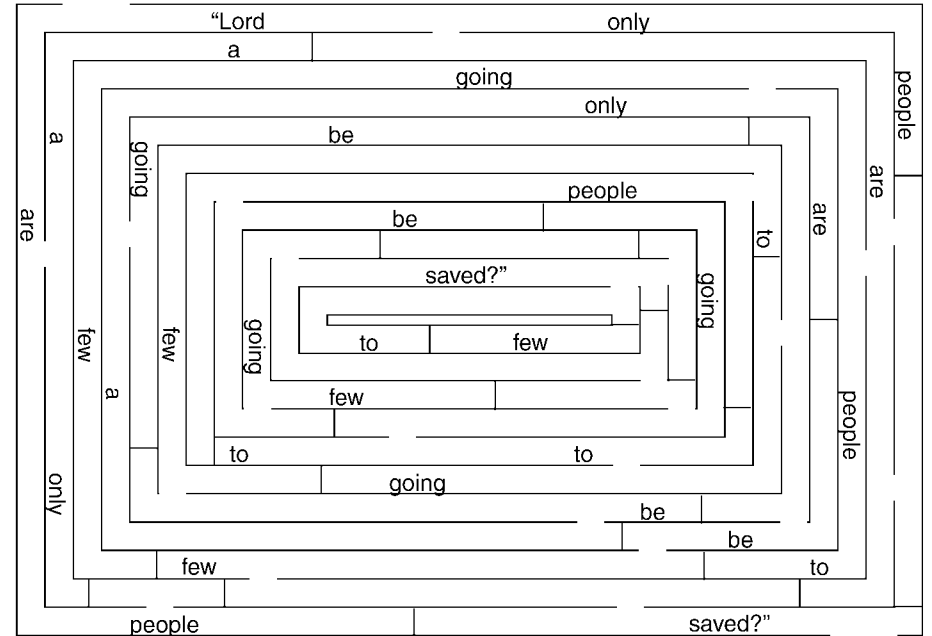 “Lord only
a
going
people
only
a
be
going
are
people
are
are
be
to
saved?”
going
going
few
few
to few
a
few
people
to to
only
going
be
be
few to
people saved?”